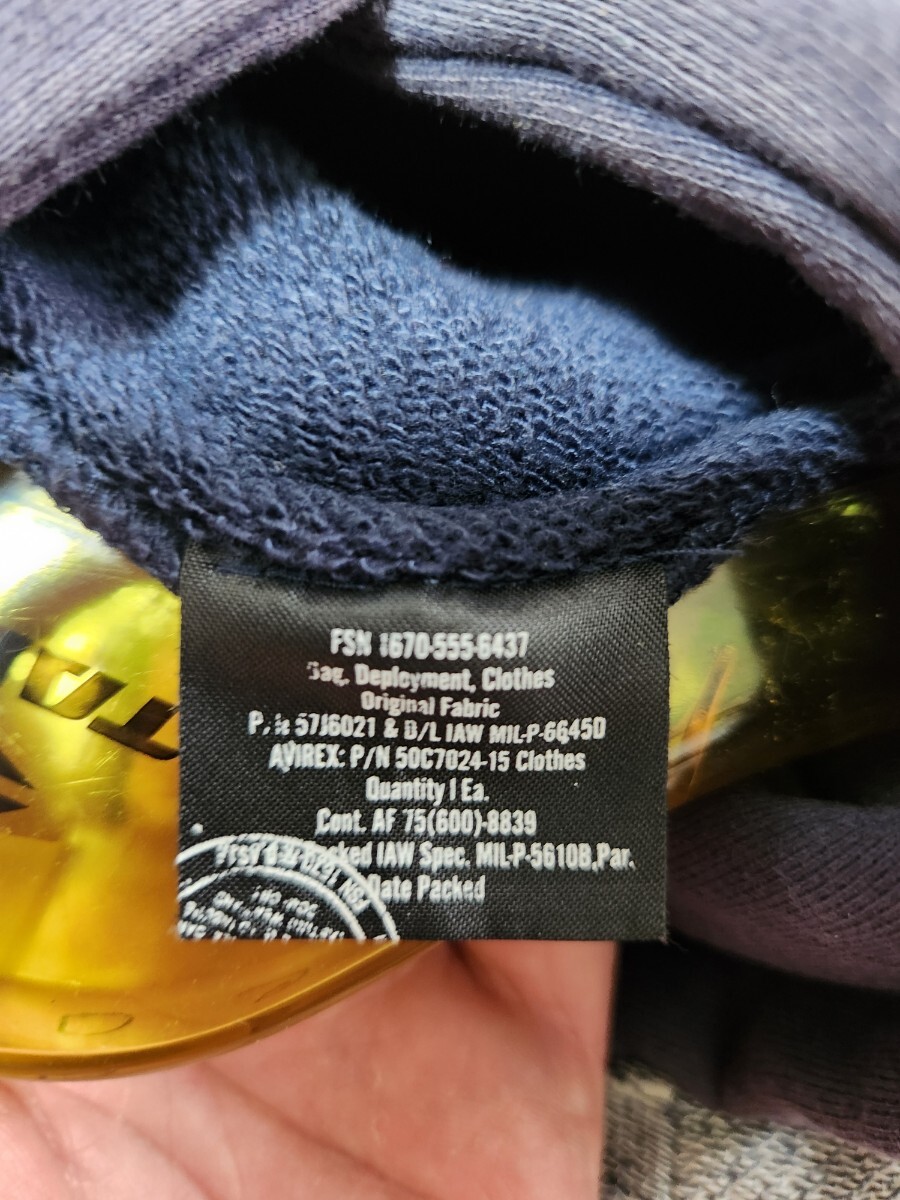 FSN 1670-555-6437
Bag, Deployment, Clothes
Original Fabric
57J6021 & B/L IAW MIL-P-6645D
AVIREX: P/N 50C7024-15 Clothes
Quantity 1 Ea.
Cont. AF 75(600)-8839
IAW Spec. MIL-P-5610B,Par.
Date Packed